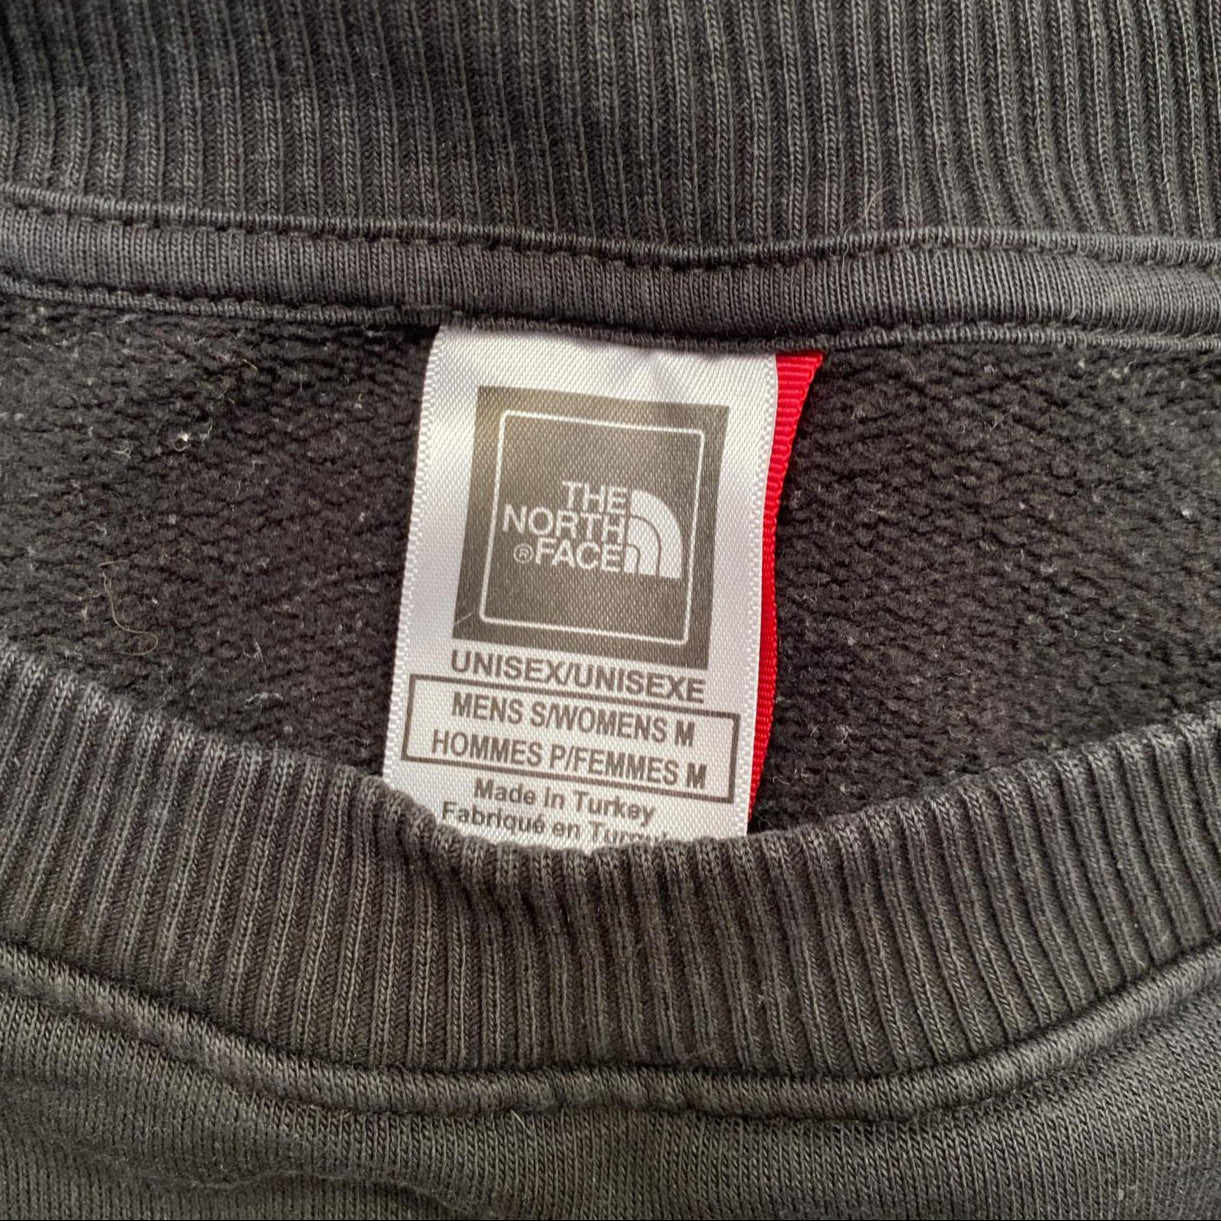 THE
NORTH
®FACE
UNISEX/UNISEXE
MENS S/WOMENS M
HOMMES P/FEMMES M
Made in Turkey
Fabriqué en